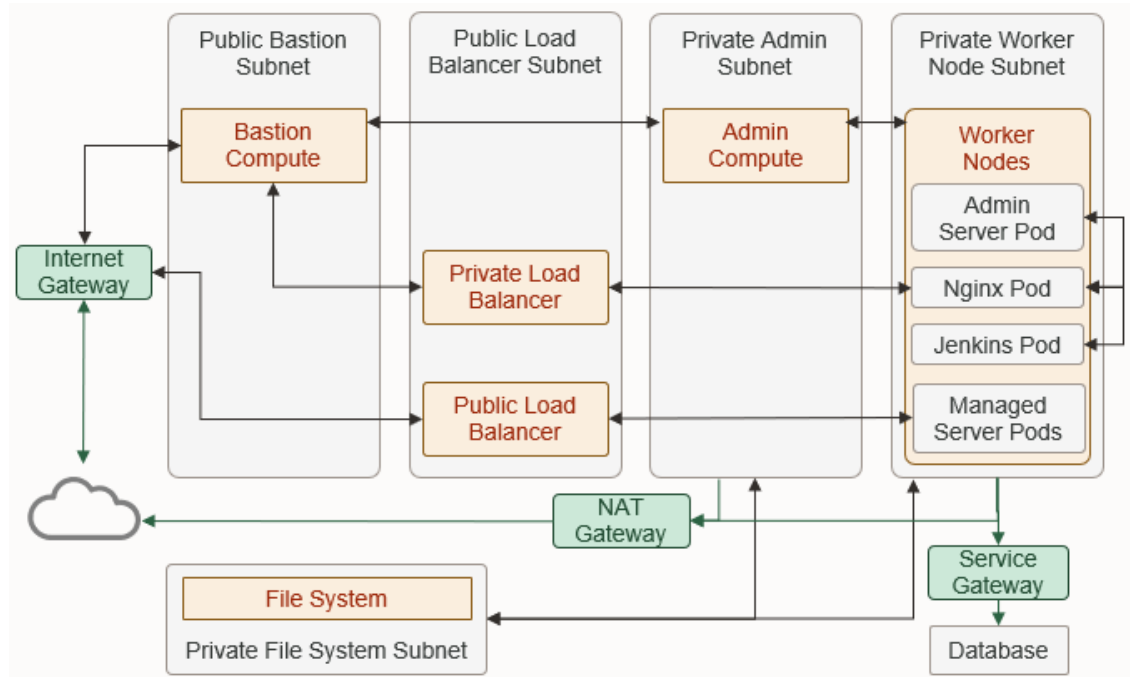 Public Bastion
Subnet
Public Load
Balancer Subnet
Private Admin
Subnet
Private Worker
Node Subnet
Bastion
Compute
Admin
Compute
Worker
Nodes
Admin
Server Pod
Internet
Gateway
Private Load
Balancer
Nginx Pod
Jenkins Pod
Public Load
Balancer
Managed
Server Pods
NAT
Gateway
Service
Gateway
File System
Private File System Subnet
Database